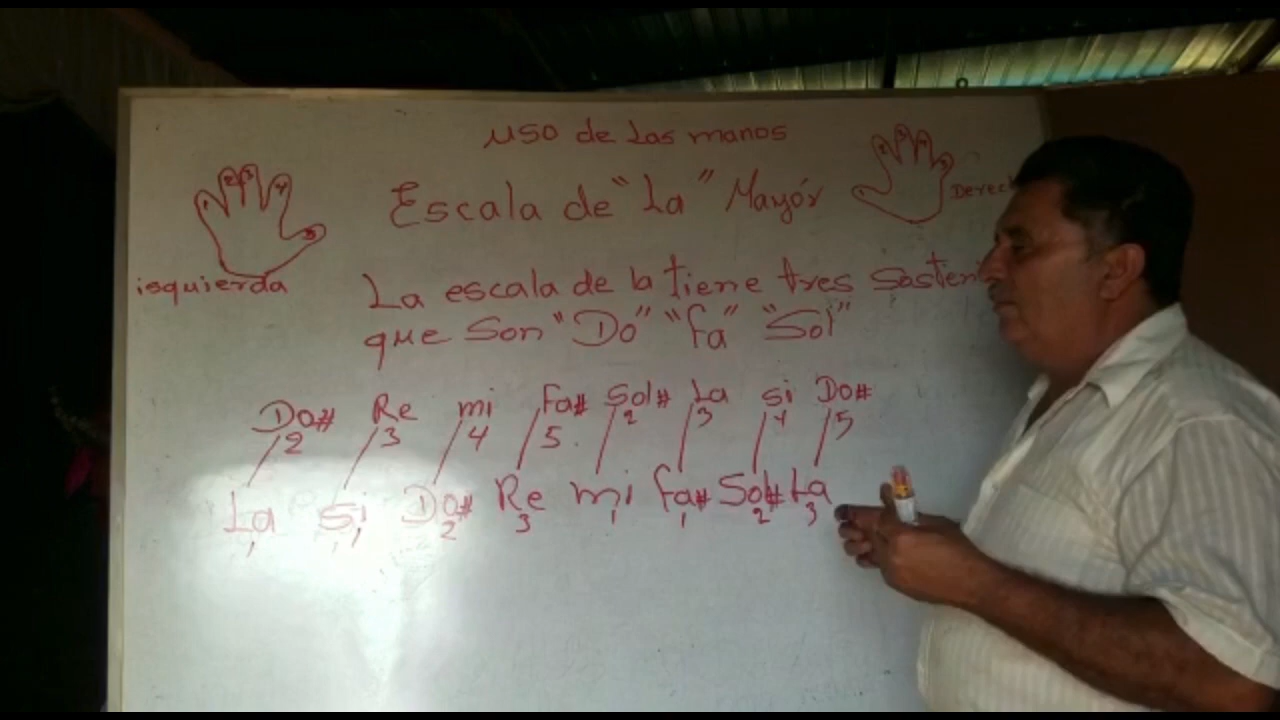 uso de las manos
Escala de "La" Mayór
Derech
isquierda
La escala de la tiene tres sosteni
que son "Do" "fa" "Sol"
Do# Re mi Fa# Sol# La si Do#
2 3 4 5. 2 3 4 5
La si Do# Re mi fa# Sol# La
1 1 2 3 1 1 2 3